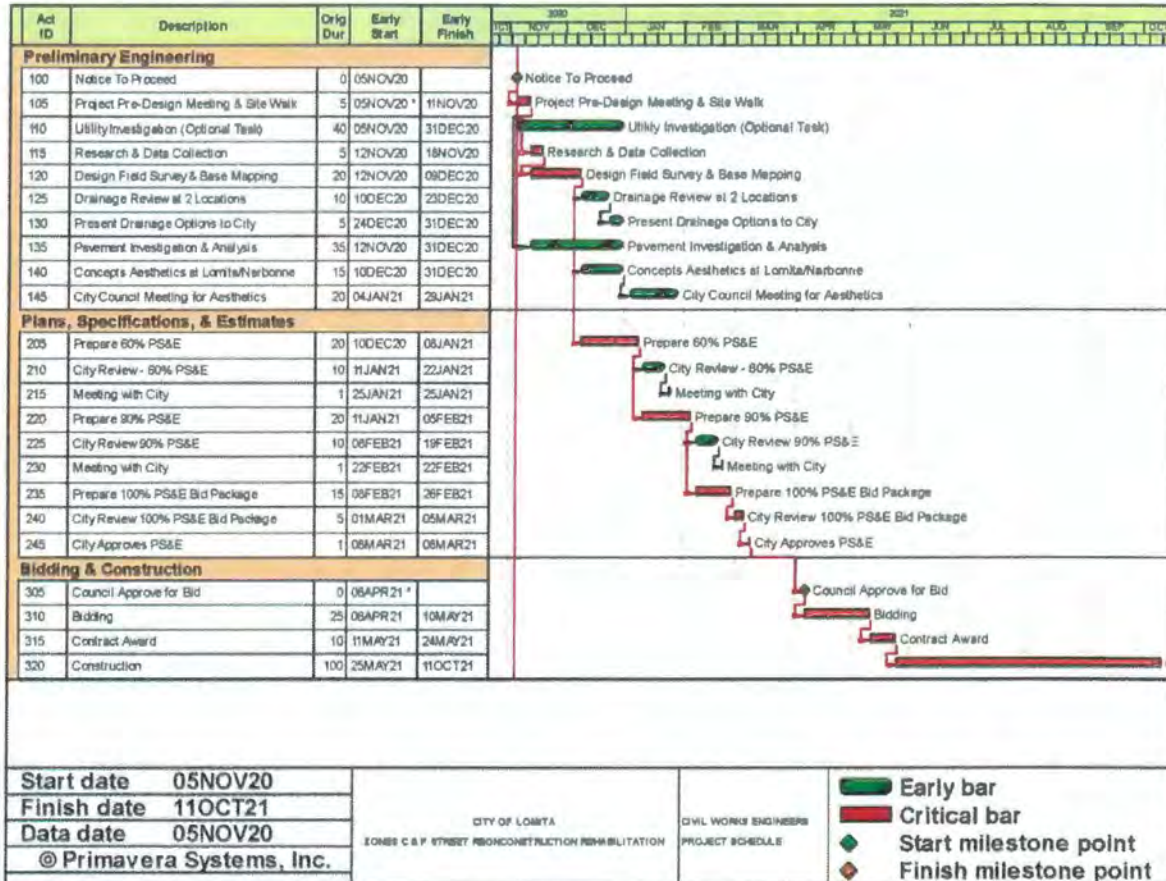 Act ID Description Orig Dur Early Start Early Finish 2020 2021
OCT NOV DEC JAN FEB MAR APR MAY JUN JUL AUG SEP OC
Preliminary Engineering
100 Notice To Proceed 0 05NOV20 Notice To Proceed
105 Project Pre-Design Meeting & Site Walk 5 05NOV20 * 11NOV20 Project Pre-Design Meeting & Site Walk
110 Utility Investigation (Optional Task) 40 05NOV20 31DEC20 Utility Investigation (Optional Task)
115 Research & Data Collection 5 12NOV20 18NOV20 Research & Data Collection
120 Design Field Survey & Base Mapping 20 12NOV20 09DEC20 Design Field Survey & Base Mapping
125 Drainage Review at 2 Locations 10 10DEC20 23DEC20 Drainage Review at 2 Locations
130 Present Drainage Options to City 5 24DEC20 31DEC20 Present Drainage Options to City
135 Pavement Investigation & Analysis 35 12NOV20 31DEC20 Pavement Investigation & Analysis
140 Concepts Aesthetics at Lomita/Narbonne 15 10DEC20 31DEC20 Concepts Aesthetics at Lomita/Narbonne
145 City Council Meeting for Aesthetics 20 04JAN21 29JAN21 City Council Meeting for Aesthetics
Plans, Specifications, & Estimates
205 Prepare 60% PS&E 20 10DEC20 08JAN21 Prepare 60% PS&E
210 City Review - 60% PS&E 10 11JAN21 22JAN21 City Review - 60% PS&E
215 Meeting with City 1 25JAN21 25JAN21 Meeting with City
220 Prepare 90% PS&E 20 11JAN21 05FEB21 Prepare 90% PS&E
225 City Review 90% PS&E 10 08FEB21 19FEB21 City Review 90% PS&E
230 Meeting with City 1 22FEB21 22FEB21 Meeting with City
235 Prepare 100% PS&E Bid Package 15 08FEB21 26FEB21 Prepare 100% PS&E Bid Package
240 City Review 100% PS&E Bid Package 5 01MAR21 05MAR21 City Review 100% PS&E Bid Package
245 City Approves PS&E 1 08MAR21 08MAR21 City Approves PS&E
Bidding & Construction
305 Council Approve for Bid 0 06APR21 * Council Approve for Bid
310 Bidding 25 06APR21 10MAY21 Bidding
315 Contract Award 10 11MAY21 24MAY21 Contract Award
320 Construction 100 25MAY21 11OCT21
Start date 05NOV20
Finish date 11OCT21
Data date 05NOV20
© Primavera Systems, Inc.
CITY OF LOMITA
ZONES C & F STREET RECONCONSTRUCTION REHABILITATION
CIVIL WORKS ENGINEERS
PROJECT SCHEDULE
Early bar
Critical bar
Start milestone point
Finish milestone point